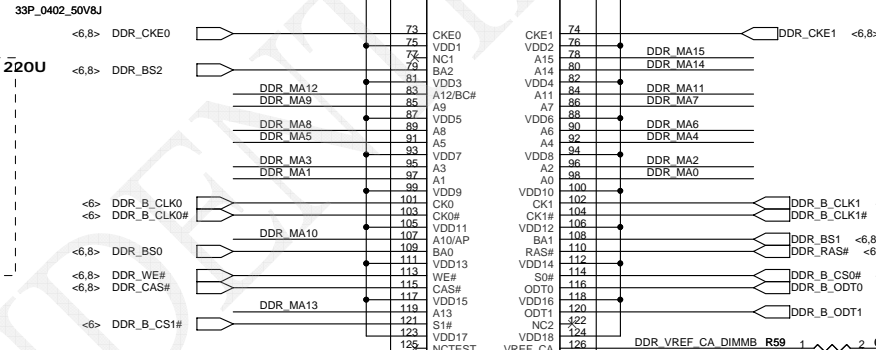 33P_0402_50V8J
<6,8> DDR_CKE0 73 CKE0 CKE1 74 DDR_CKE1 <6,8>
75 VDD1 VDD2 76
77 NC1 A15 78 DDR_MA15
220U <6,8> DDR_BS2 79 BA2 A14 80 DDR_MA14
81 VDD3 VDD4 82
DDR_MA12 83 A12/BC# A11 84 DDR_MA11
DDR_MA9 85 A9 A7 86 DDR_MA7
87 VDD5 VDD6 88
DDR_MA8 89 A8 A6 90 DDR_MA6
DDR_MA5 91 A5 A4 92 DDR_MA4
93 VDD7 VDD8 94
DDR_MA3 95 A3 A2 96 DDR_MA2
DDR_MA1 97 A1 A0 98 DDR_MA0
99 VDD9 VDD10 100
<6> DDR_B_CLK0 101 CK0 CK1 102 DDR_B_CLK1
<6> DDR_B_CLK0# 103 CK0# CK1# 104 DDR_B_CLK1#
105 VDD11 VDD12 106
DDR_MA10 107 A10/AP BA1 108 DDR_BS1 <6,8
<6,8> DDR_BS0 109 BA0 RAS# 110 DDR_RAS# <6
111 VDD13 VDD14 112
<6,8> DDR_WE# 113 WE# S0# 114 DDR_B_CS0#
<6,8> DDR_CAS# 115 CAS# ODT0 116 DDR_B_ODT0
117 VDD15 VDD16 118
DDR_MA13 119 A13 ODT1 120 DDR_B_ODT1
<6> DDR_B_CS1# 121 S1# NC2 122
123 VDD17 VDD18 124
125 NCTEST VREF_CA 126 DDR_VREF_CA_DIMMB R59 1 2